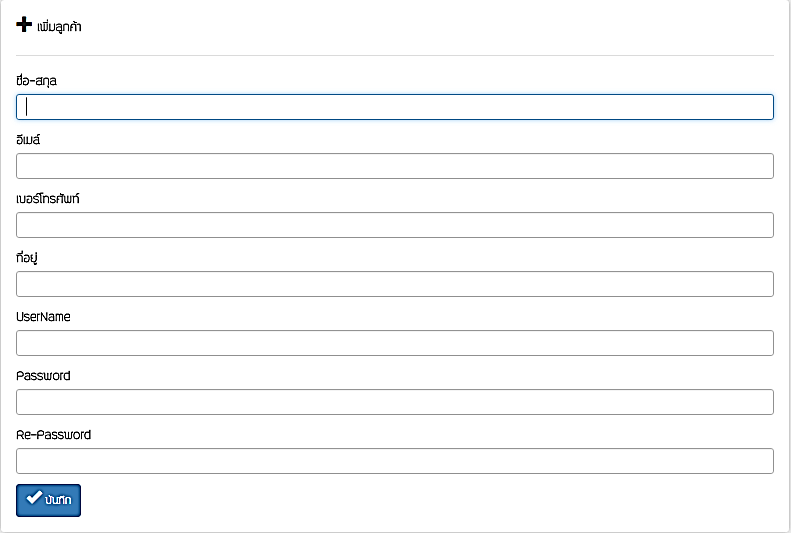 เพิ่มลูกค้า
ชื่อ-สกุล
อีเมล์
เบอร์โทรศัพท์
ที่อยู่
UserName
Password
Re-Password
บันทึก